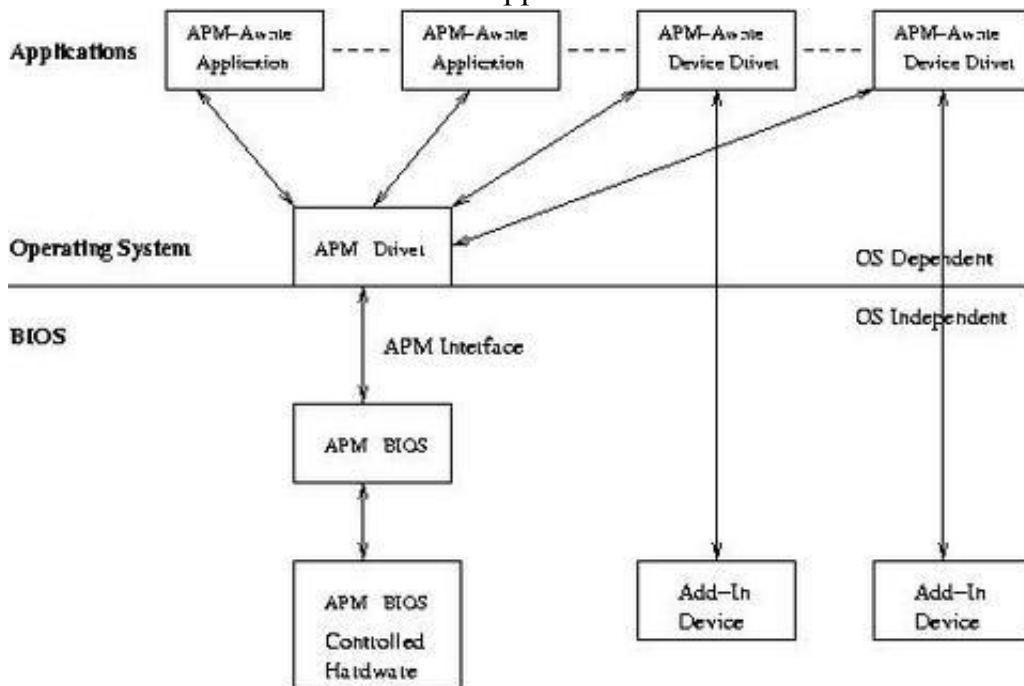 APM-Aware
Application
APM-Aware
Application
APM-Aware
Device Driver
APM-Aware
Device Driver
Applications
Operating System
APM Driver
OS Dependent
OS Independent
BIOS
APM Interface
APM BIOS
APM BIOS
Controlled
Hardware
Add-In
Device
Add-In
Device